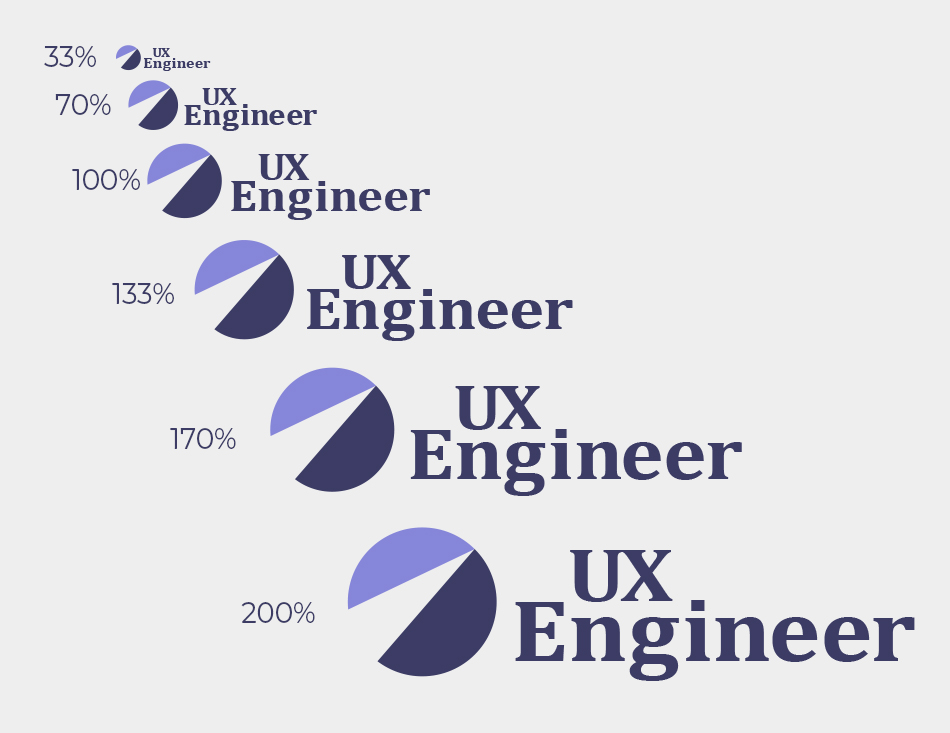 33%
UX
Engineer
70%
UX
Engineer
100%
UX
Engineer
133%
UX
Engineer
170%
UX
Engineer
200%
UX
Engineer